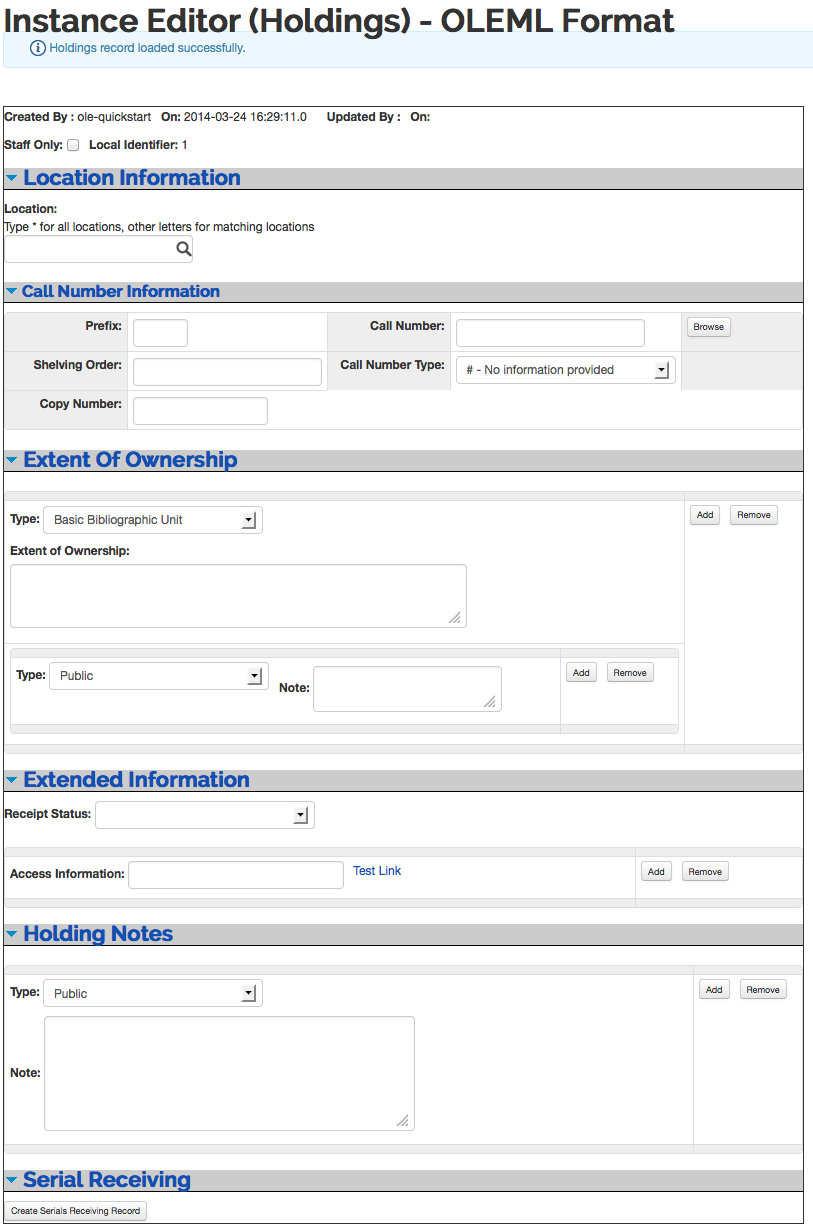 Instance Editor (Holdings) - OLEML Format
Holdings record loaded successfully.
Created By : ole-quickstart On: 2014-03-24 16:29:11.0 Updated By : On:
Staff Only: Local Identifier: 1
Location Information
Location:
Type * for all locations, other letters for matching locations
Call Number Information
Prefix: Call Number: Browse
Shelving Order: Call Number Type: # - No information provided
Copy Number:
Extent Of Ownership
Type: Basic Bibliographic Unit Add Remove
Extent of Ownership:
Type: Public Note: Add Remove
Extended Information
Receipt Status:
Access Information: Test Link Add Remove
Holding Notes
Type: Public Add Remove
Note:
Serial Receiving
Create Serials Receiving Record